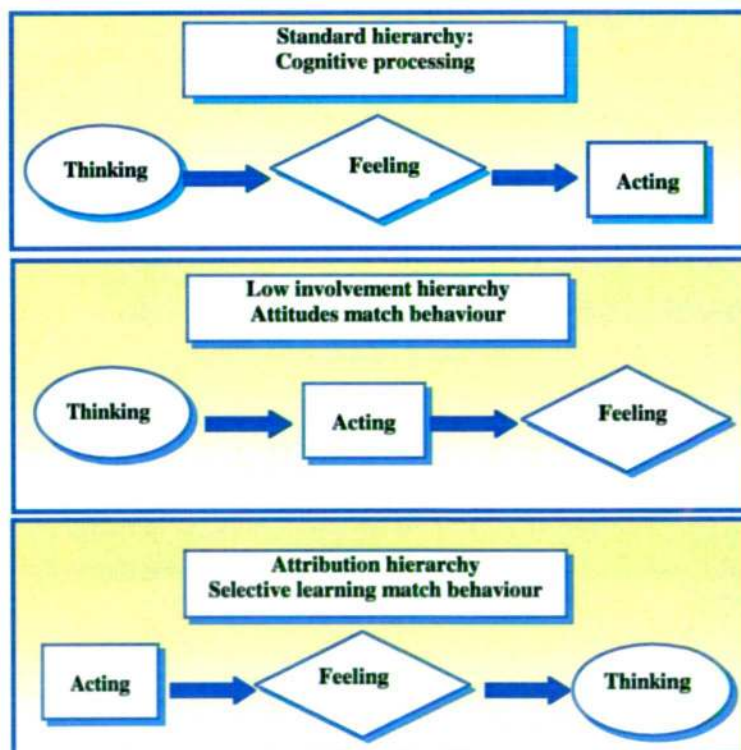 Standard hierarchy:
Cognitive processing
Thinking
Feeling
Acting
Low involvement hierarchy
Attitudes match behaviour
Thinking
Acting
Feeling
Attribution hierarchy
Selective learning match behaviour
Acting
Feeling
Thinking